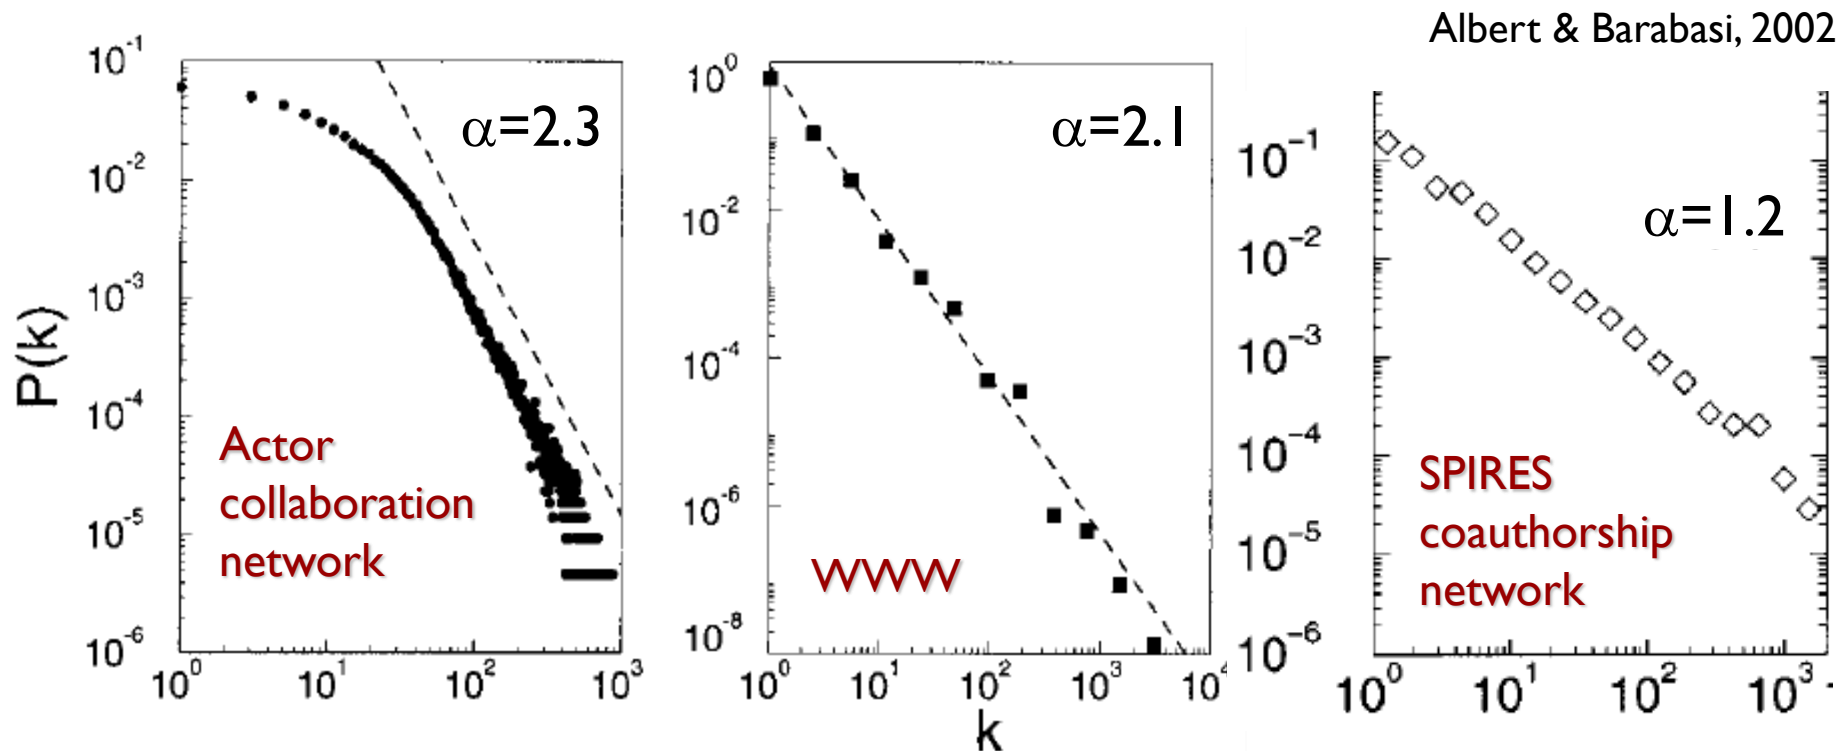 Albert & Barabasi, 2002
P(k)
10⁻¹
10⁻²
10⁻³
10⁻⁴
10⁻⁵
10⁻⁶
10⁰
10¹
10²
10³
α=2.3
Actor
collaboration
network
10⁰
10⁻²
10⁻⁴
10⁻⁶
10⁻⁸
10⁰
10¹
10²
10³
10⁴
α=2.1
WWW
k
10⁻¹
10⁻²
10⁻³
10⁻⁴
10⁻⁵
10⁻⁶
10⁰
10¹
10²
10³
α=1.2
SPIRES
coauthorship
network